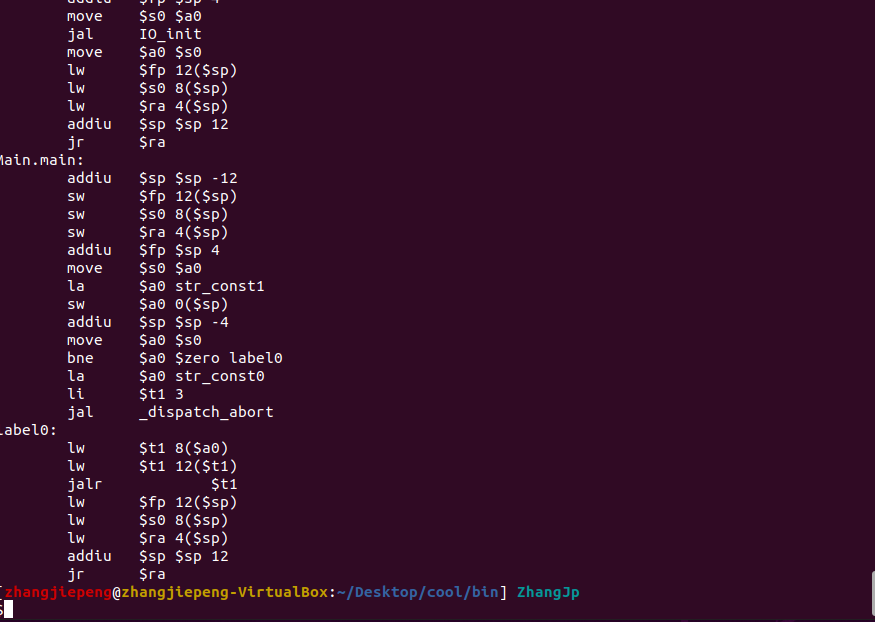 addiu $fp $sp 4
move $s0 $a0
jal IO_init
move $a0 $s0
lw $fp 12($sp)
lw $s0 8($sp)
lw $ra 4($sp)
addiu $sp $sp 12
jr $ra
Main.main:
addiu $sp $sp -12
sw $fp 12($sp)
sw $s0 8($sp)
sw $ra 4($sp)
addiu $fp $sp 4
move $s0 $a0
la $a0 str_const1
sw $a0 0($sp)
addiu $sp $sp -4
move $a0 $s0
bne $a0 $zero label0
la $a0 str_const0
li $t1 3
jal _dispatch_abort
label0:
lw $t1 8($a0)
lw $t1 12($t1)
jalr $t1
lw $fp 12($sp)
lw $s0 8($sp)
lw $ra 4($sp)
addiu $sp $sp 12
jr $ra
[zhangjiepeng@zhangjiepeng-VirtualBox:~/Desktop/cool/bin] ZhangJp
$